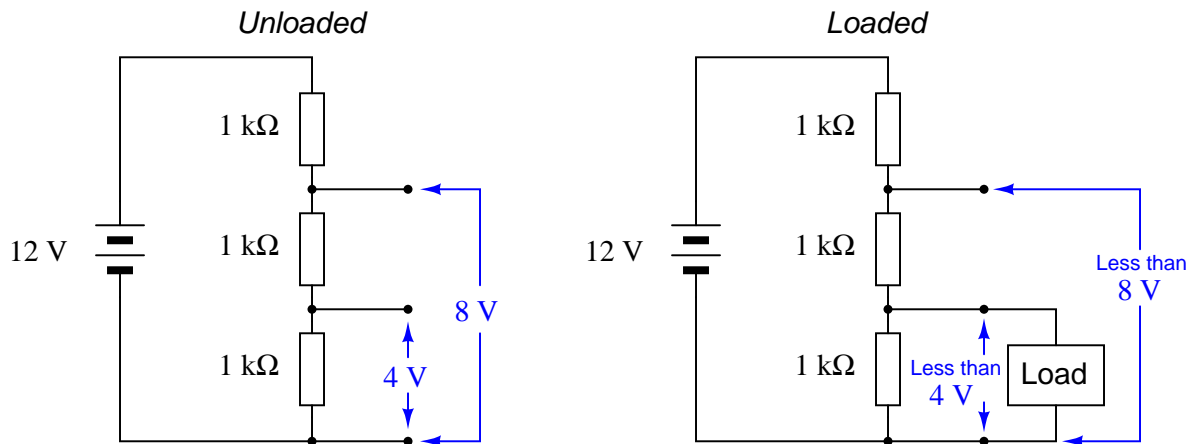 Unloaded
1 kΩ
1 kΩ
12 V
8 V
1 kΩ
4 V
Loaded
1 kΩ
1 kΩ
12 V
Less than
8 V
1 kΩ
Less than
4 V
Load